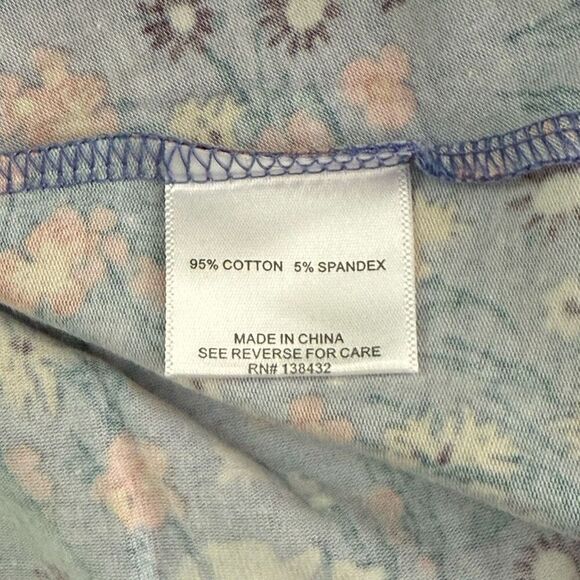 95% COTTON 5% SPANDEX
MADE IN CHINA
SEE REVERSE FOR CARE
RN# 138432